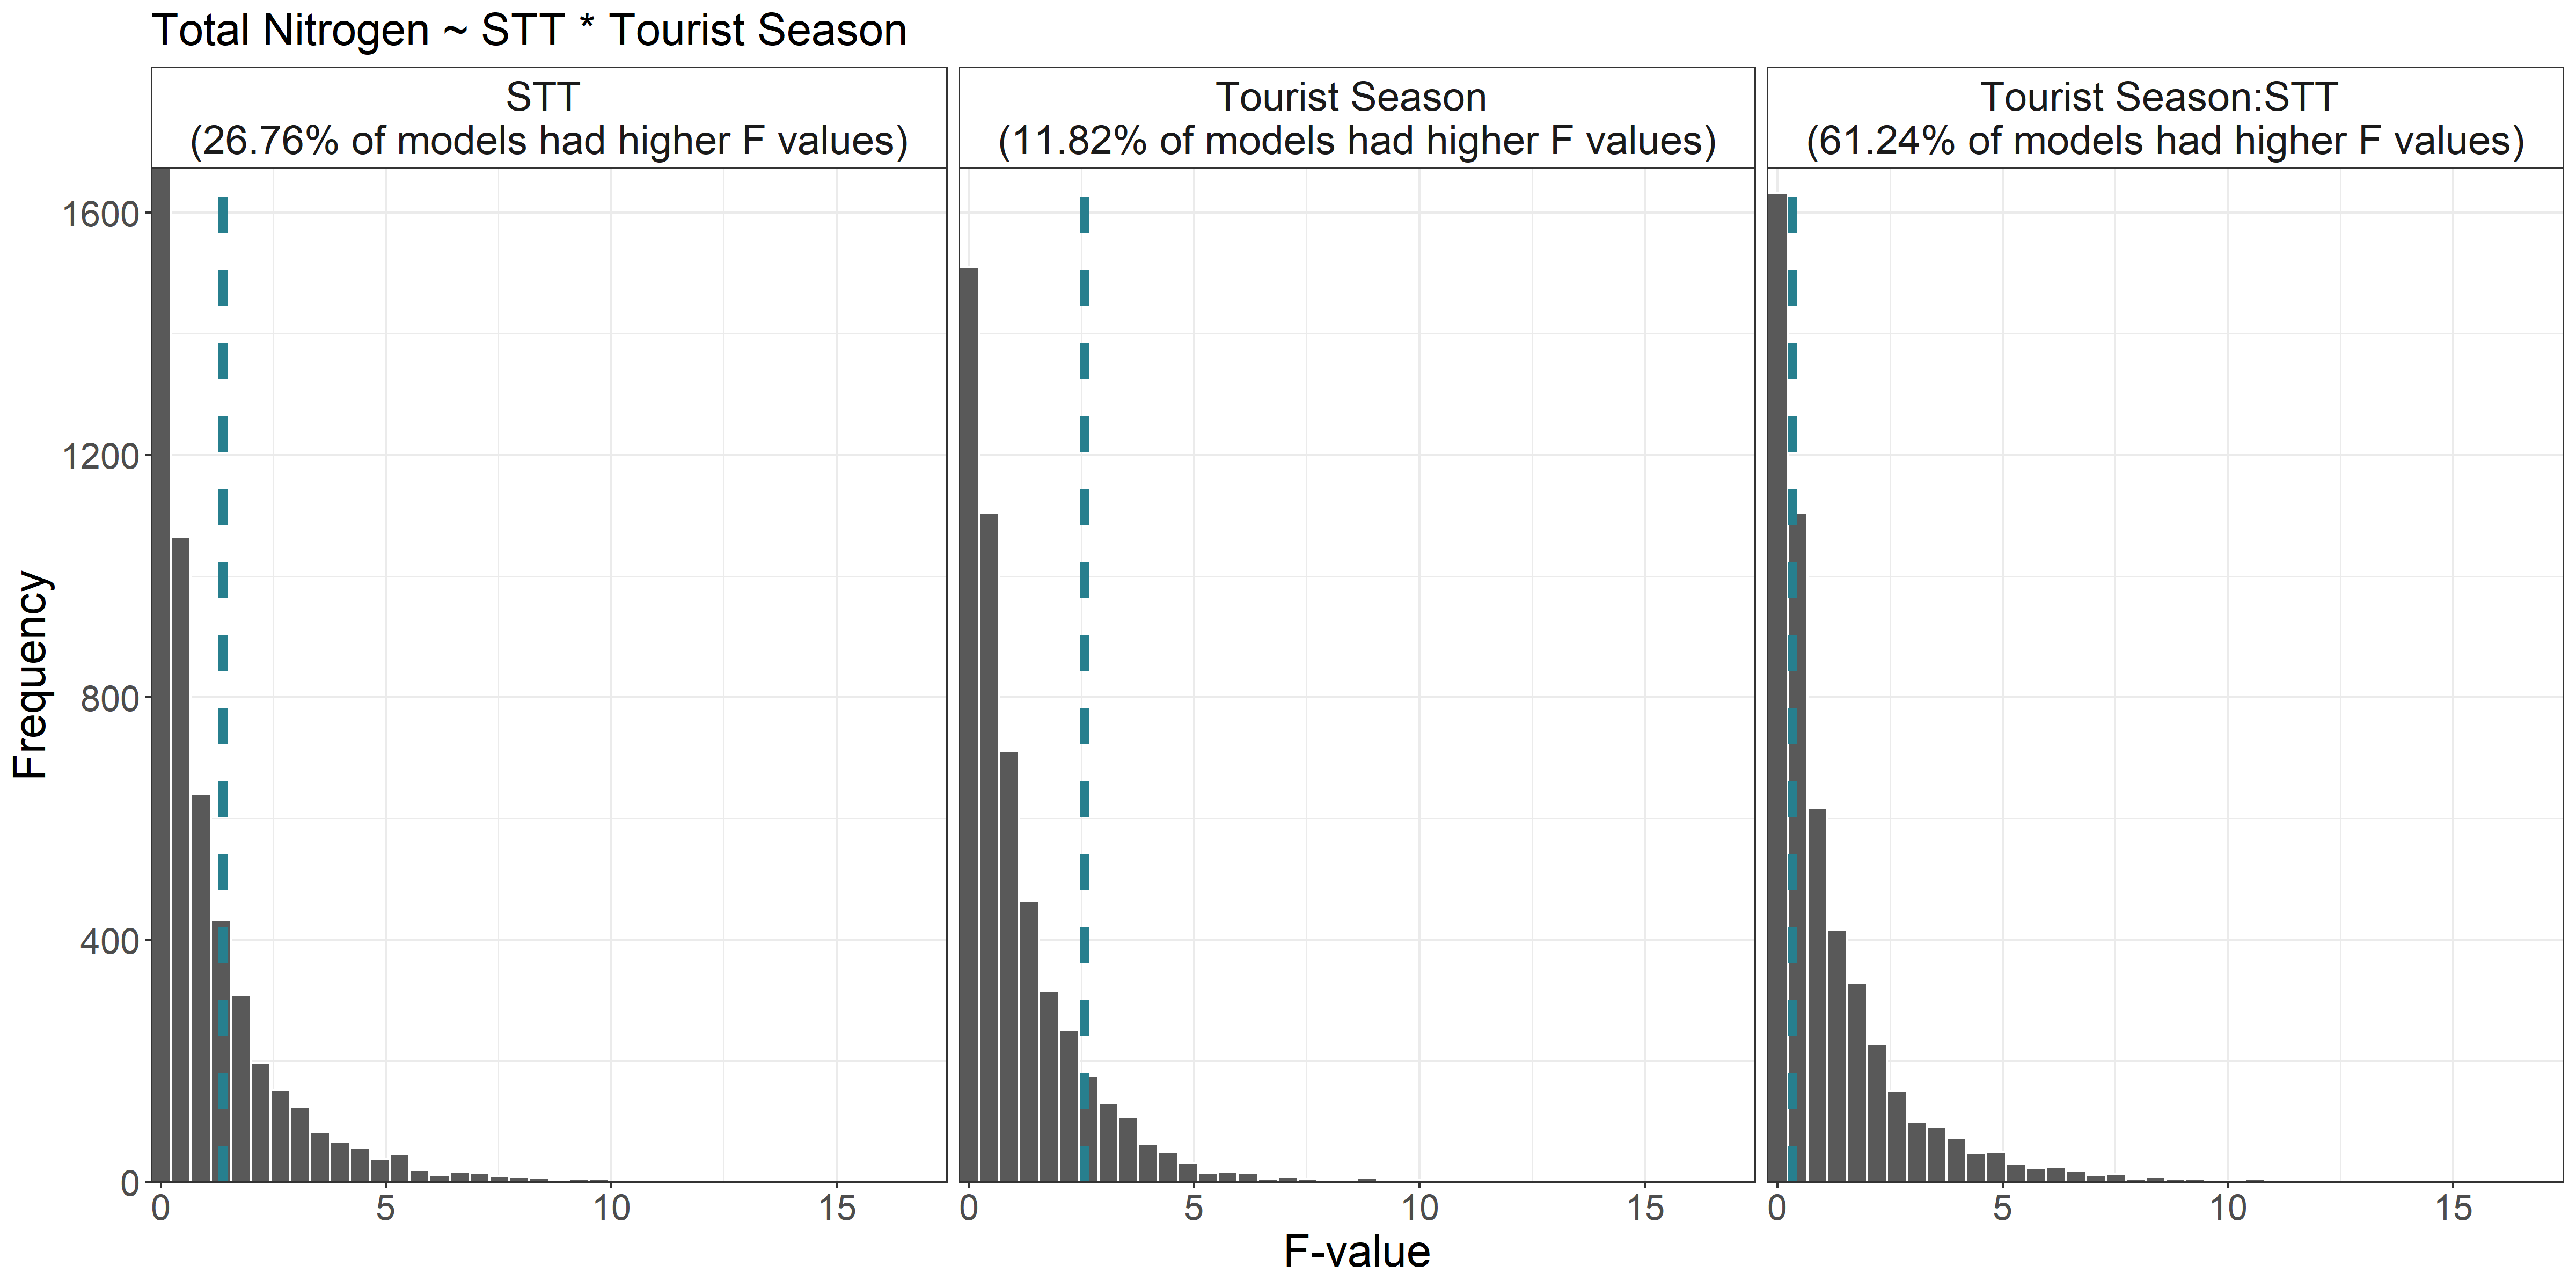 Total Nitrogen ~ STT * Tourist Season
STT
(26.76% of models had higher F values)
Tourist Season
(11.82% of models had higher F values)
Tourist Season:STT
(61.24% of models had higher F values)
Frequency
1600
1200
800
400
0
0 5 10 15
0 5 10 15
0 5 10 15
F-value